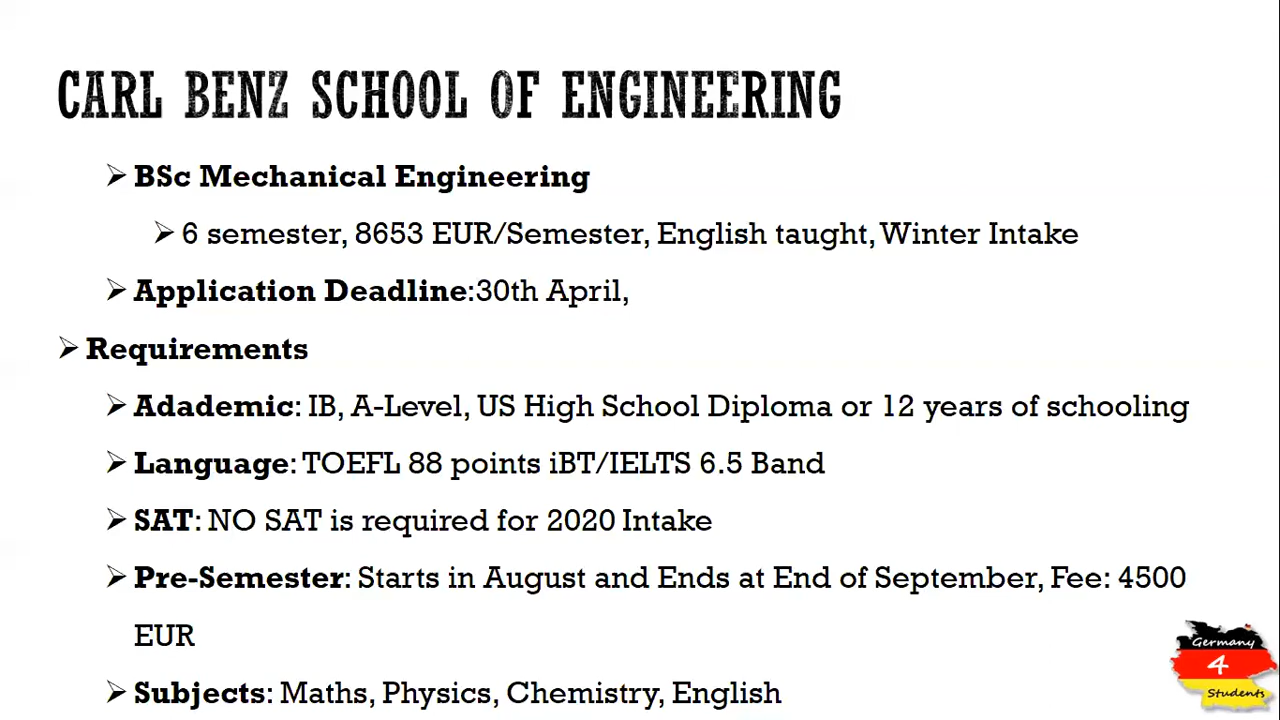 CARL BENZ SCHOOL OF ENGINEERING
➢ BSc Mechanical Engineering
➢ 6 semester, 8653 EUR/Semester, English taught, Winter Intake
➢ Application Deadline:30th April,
➢ Requirements
➢ Adademic: IB, A-Level, US High School Diploma or 12 years of schooling
➢ Language: TOEFL 88 points iBT/IELTS 6.5 Band
➢ SAT: NO SAT is required for 2020 Intake
➢ Pre-Semester: Starts in August and Ends at End of September, Fee: 4500
EUR
➢ Subjects: Maths, Physics, Chemistry, English
Germany
4
Students